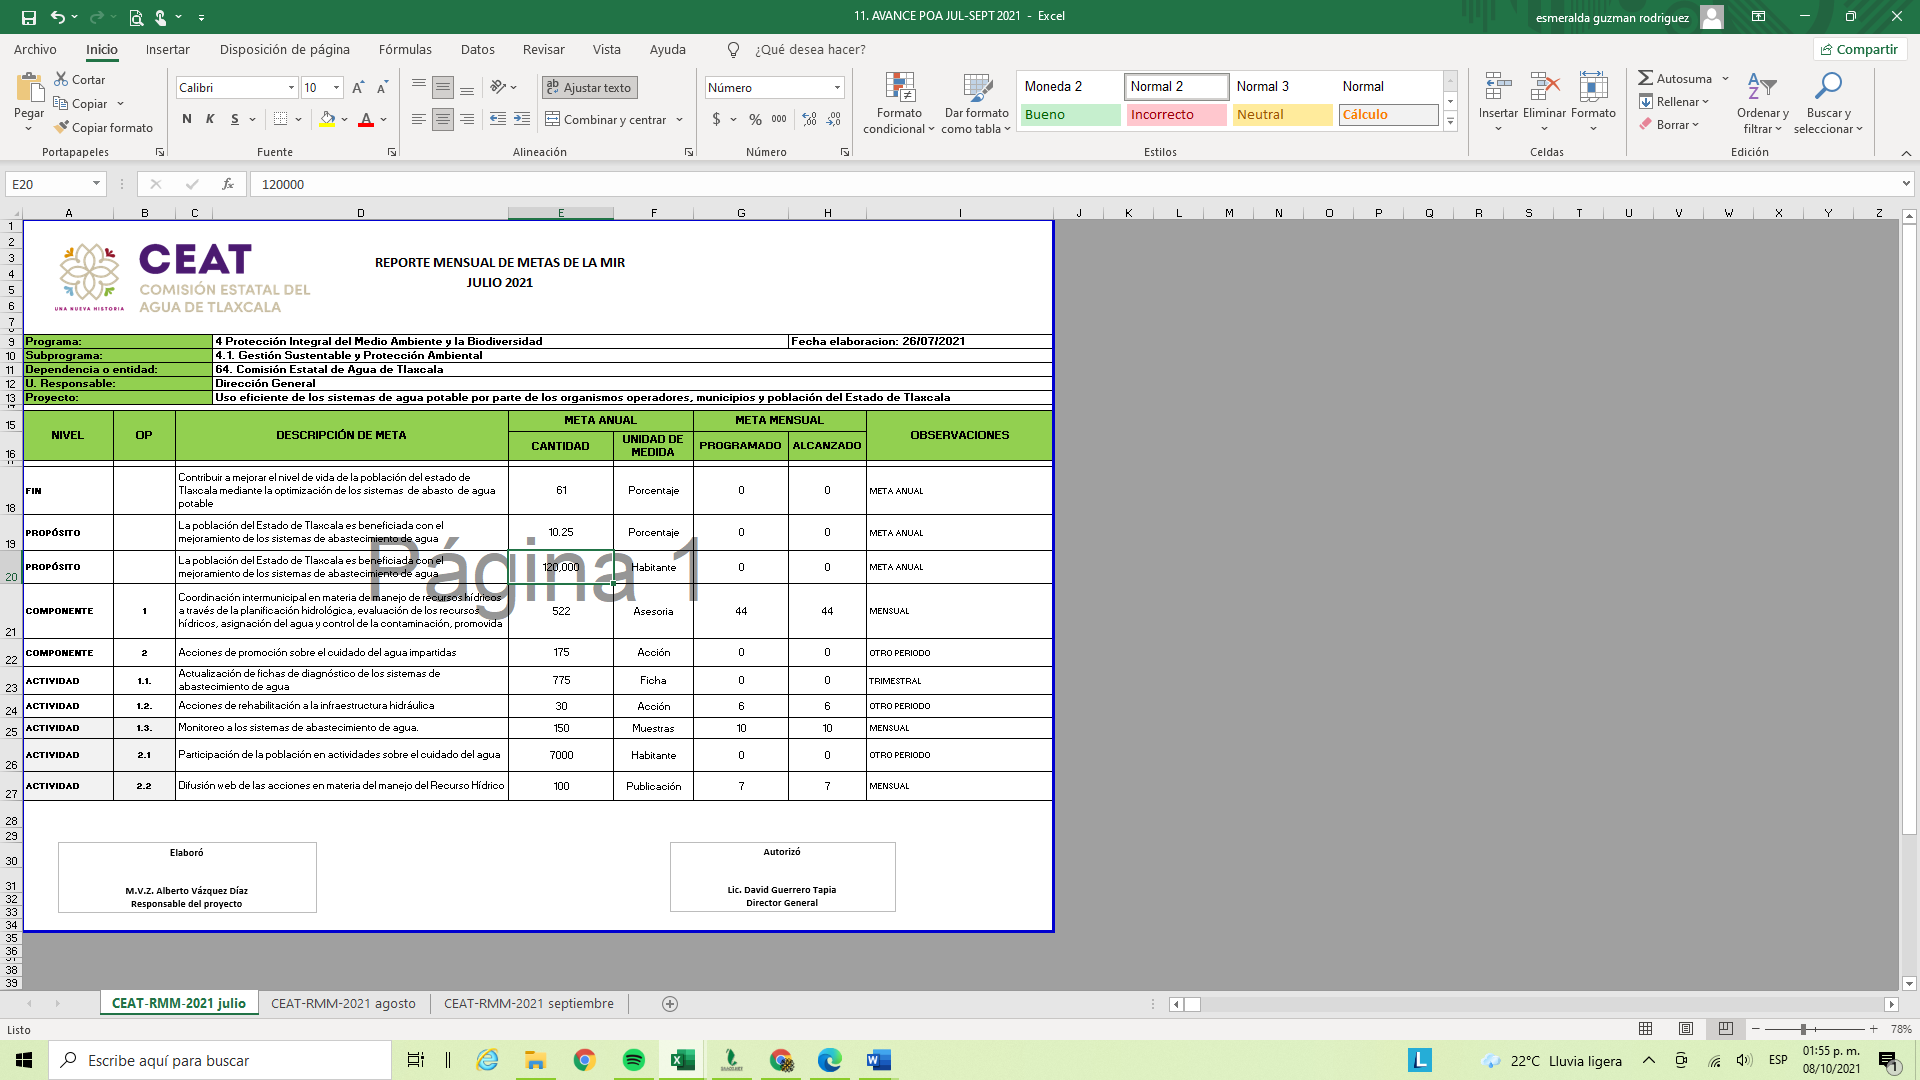 11. AVANCE POA JUL-SEPT 2021 - Excel
esmeralda guzman rodriguez
Archivo Inicio Insertar Disposición de página Fórmulas Datos Revisar Vista Ayuda ¿Qué desea hacer? Compartir
Pegar
Cortar
Copiar
Copiar formato
Portapapeles
Calibri 10
N K S
Fuente
Ajustar texto
Combinar y centrar
Alineación
Número
$ % 000
Número
Formato condicional
Dar formato como tabla
Moneda 2 Normal 2 Normal 3 Normal
Bueno Incorrecto Neutral Cálculo
Estilos
Insertar Eliminar Formato
Celdas
Autosuma
Rellenar
Borrar
Ordenar y filtrar
Buscar y seleccionar
Edición
E20 fx 120000
A B C D E F G H I J K L M N O P Q R S T U V W X Y Z
CEAT
COMISIÓN ESTATAL DEL
AGUA DE TLAXCALA
UNA NUEVA HISTORIA
REPORTE MENSUAL DE METAS DE LA MIR
JULIO 2021
Programa: 4 Protección Integral del Medio Ambiente y la Biodiversidad Fecha elaboracion: 26/07/2021
Subprograma: 4.1. Gestión Sustentable y Protección Ambiental
Dependencia o entidad: 64. Comisión Estatal de Agua de Tlaxcala
U. Responsable: Dirección General
Proyecto: Uso eficiente de los sistemas de agua potable por parte de los organismos operadores, municipios y población del Estado de Tlaxcala
NIVEL OP DESCRIPCIÓN DE META META ANUAL META MENSUAL OBSERVACIONES
CANTIDAD UNIDAD DE MEDIDA PROGRAMADO ALCANZADO
FIN Contribuir a mejorar el nivel de vida de la población del estado de
Tlaxcala mediante la optimización de los sistemas de abasto de agua
potable 61 Porcentaje 0 0 META ANUAL
PROPÓSITO La población del Estado de Tlaxcala es beneficiada con el
mejoramiento de los sistemas de abastecimiento de agua 10.25 Porcentaje 0 0 META ANUAL
PROPÓSITO La población del Estado de Tlaxcala es beneficiada con el
mejoramiento de los sistemas de abastecimiento de agua 120,000 Habitante 0 0 META ANUAL
Página 1
COMPONENTE 1 Coordinación intermunicipal en materia de manejo de recursos hídricos
a través de la planificación hidrológica, evaluación de los recursos
hídricos, asignación del agua y control de la contaminación, promovida 522 Asesoria 44 44 MENSUAL
COMPONENTE 2 Acciones de promoción sobre el cuidado del agua impartidas 175 Acción 0 0 OTRO PERIODO
ACTIVIDAD 1.1. Actualización de fichas de diagnóstico de los sistemas de
abastecimiento de agua 775 Ficha 0 0 TRIMESTRAL
ACTIVIDAD 1.2. Acciones de rehabilitación a la infraestructura hidráulica 30 Acción 6 6 OTRO PERIODO
ACTIVIDAD 1.3. Monitoreo a los sistemas de abastecimiento de agua. 150 Muestras 10 10 MENSUAL
ACTIVIDAD 2.1 Participación de la población en actividades sobre el cuidado del agua 7000 Habitante 0 0 OTRO PERIODO
ACTIVIDAD 2.2 Difusión web de las acciones en materia del manejo del Recurso Hídrico 100 Publicación 7 7 MENSUAL
Elaboró
M.V.Z. Alberto Vázquez Díaz
Responsable del proyecto
Autorizó
Lic. David Guerrero Tapia
Director General
CEAT-RMM-2021 julio CEAT-RMM-2021 agosto CEAT-RMM-2021 septiembre
Listo 78%
Escribe aquí para buscar
22°C Lluvia ligera ESP 01:55 p. m.
08/10/2021